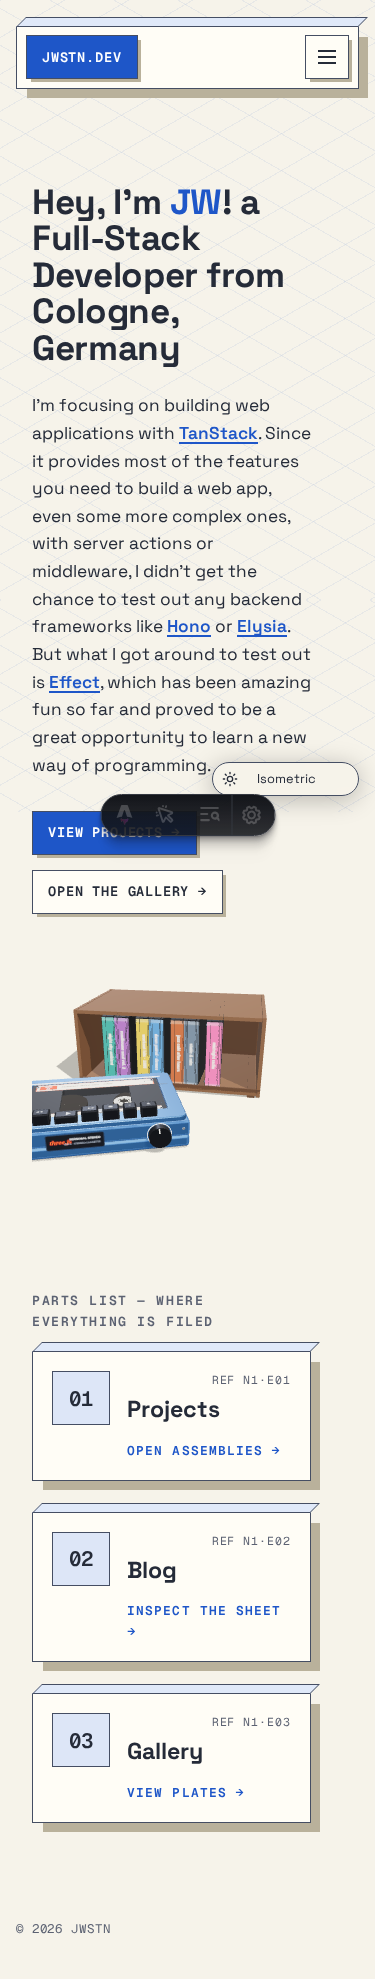 JWSTN.DEV
Hey, I'm JW! a
Full-Stack
Developer from
Cologne,
Germany
I'm focusing on building web
applications with TanStack. Since
it provides most of the features
you need to build a web app,
even some more complex ones,
with server actions or
middleware, I didn't get the
chance to test out any backend
frameworks like Hono or Elysia.
But what I got around to test out
is Effect, which has been amazing
fun so far and proved to be a
great opportunity to learn a new
way of programming.
Isometric
VIEW PROJECTS →
OPEN THE GALLERY →
PARTS LIST — WHERE
EVERYTHING IS FILED
REF N1·E01
01
Projects
OPEN ASSEMBLIES →
REF N1·E02
02
Blog
INSPECT THE SHEET
→
REF N1·E03
03
Gallery
VIEW PLATES →
© 2026 JWSTN